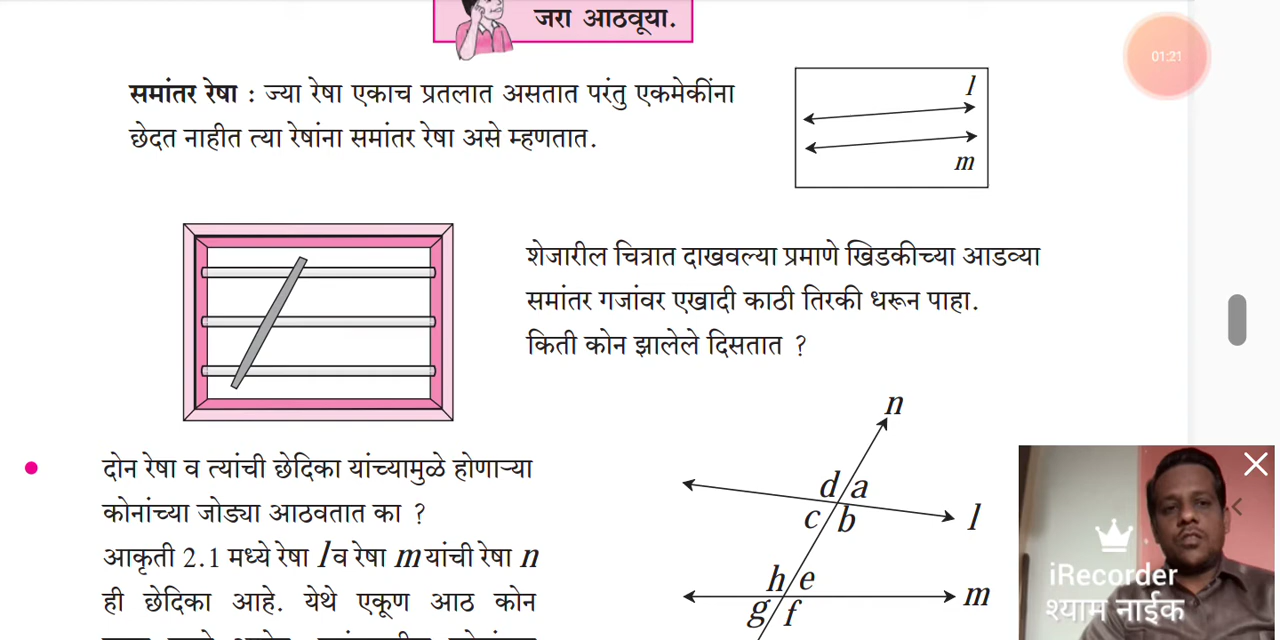 जरा आठवूया.
01:21
समांतर रेषा : ज्या रेषा एकाच प्रतलात असतात परंतु एकमेकींना
छेदत नाहीत त्या रेषांना समांतर रेषा असे म्हणतात.
l
m
शेजारील चित्रात दाखवल्या प्रमाणे खिडकीच्या आडव्या
समांतर गजांवर एखादी काठी तिरकी धरून पाहा.
किती कोन झालेले दिसतात ?
दोन रेषा व त्यांची छेदिका यांच्यामुळे होणाऱ्या
कोनांच्या जोड्या आठवतात का ?
आकृती 2.1 मध्ये रेषा l व रेषा m यांची रेषा n
ही छेदिका आहे. येथे एकूण आठ कोन
n
d a
c b
l
h e
g f
m
iRecorder
श्याम नाईक